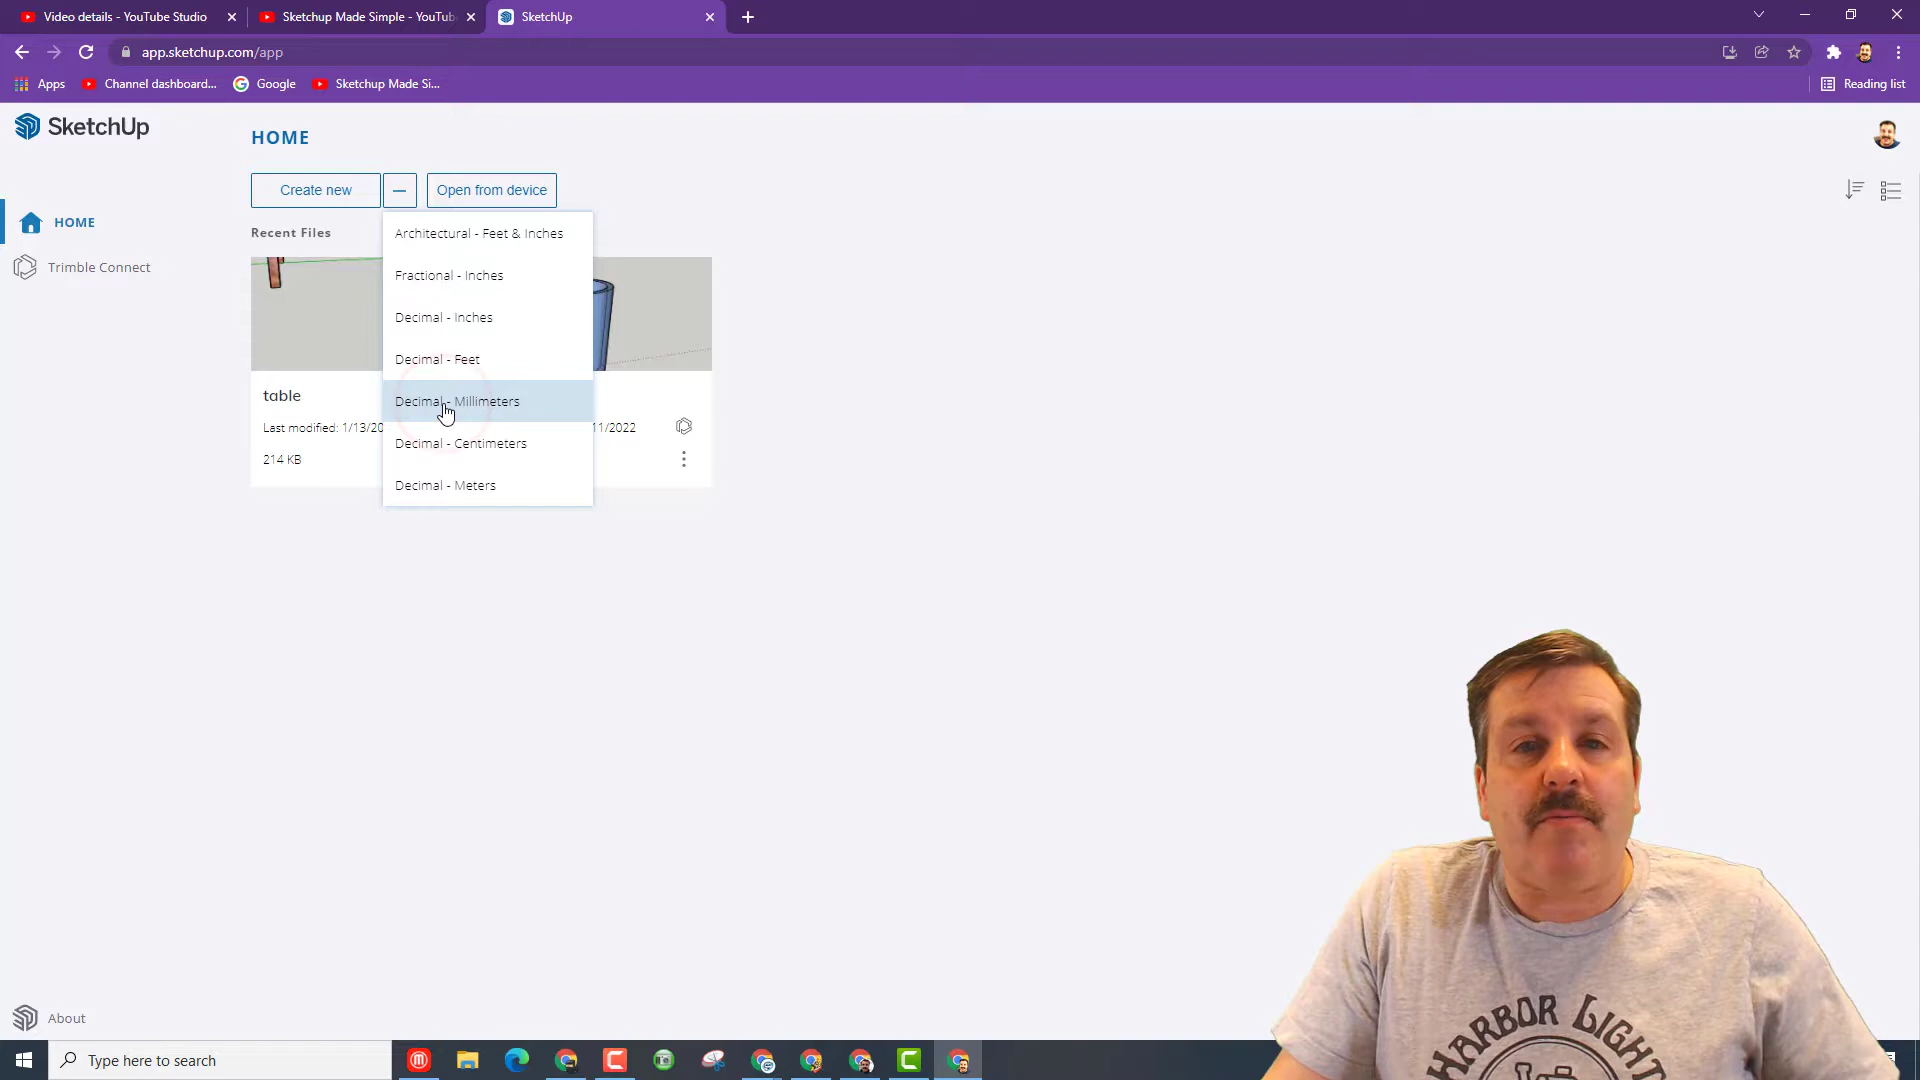 Video details - YouTube Studio
Sketchup Made Simple - YouTub
SketchUp
app.sketchup.com/app
Apps
Channel dashboard...
Google
Sketchup Made Si...
Reading list
SketchUp
HOME
Create new
Open from device
HOME
Recent Files
Architectural - Feet & Inches
Trimble Connect
Fractional - Inches
Decimal - Inches
Decimal - Feet
table
Decimal - Millimeters
Last modified: 1/13/20
11/2022
Decimal - Centimeters
214 KB
Decimal - Meters
HARBOR LIGHT
About
Type here to search